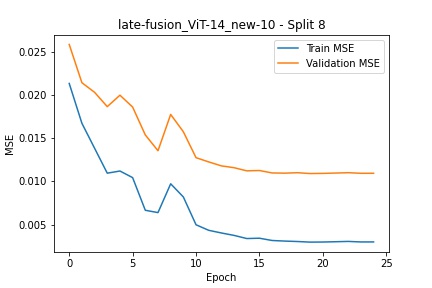 late-fusion_ViT-14_new-10 - Split 8
Train MSE
Validation MSE
MSE
0.025
0.020
0.015
0.010
0.005
0 5 10 15 20 25
Epoch